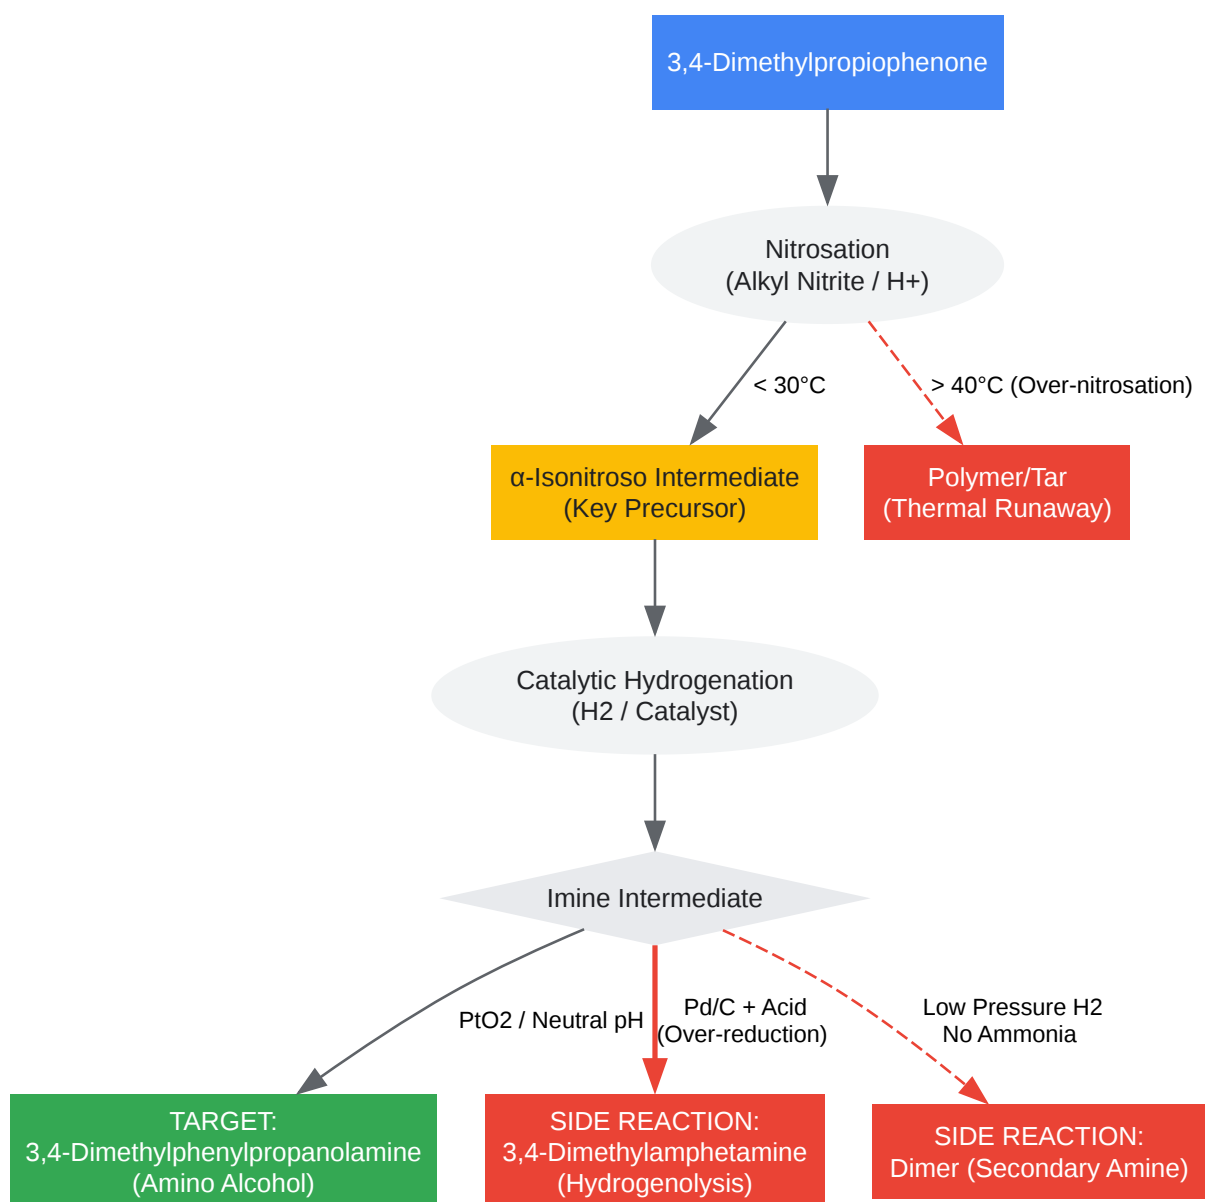 3,4-Dimethylpropiophenone
Nitrosation
(Alkyl Nitrite / H+)
< 30°C
> 40°C (Over-nitrosation)
α-Isonitroso Intermediate
(Key Precursor)
Polymer/Tar
(Thermal Runaway)
Catalytic Hydrogenation
(H2 / Catalyst)
Imine Intermediate
PtO2 / Neutral pH
Pd/C + Acid
(Over-reduction)
Low Pressure H2
No Ammonia
TARGET:
3,4-Dimethylphenylpropanolamine
(Amino Alcohol)
SIDE REACTION:
3,4-Dimethylamphetamine
(Hydrogenolysis)
SIDE REACTION:
Dimer (Secondary Amine)